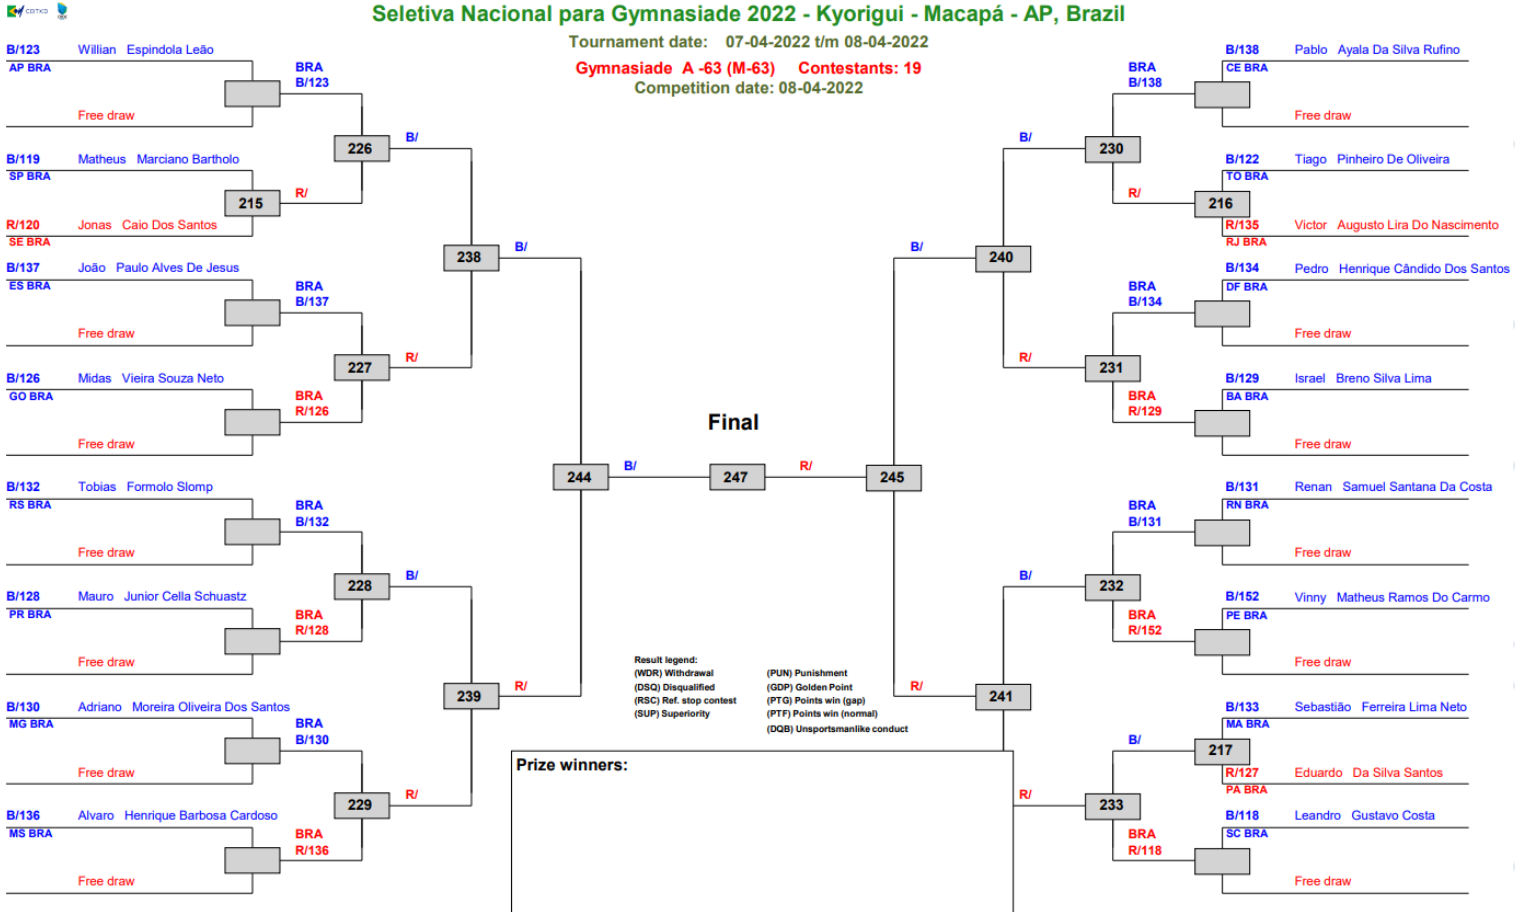 Seletiva Nacional para Gymnasiade 2022 - Kyorigui - Macapá - AP, Brazil
Tournament date: 07-04-2022 t/m 08-04-2022
Gymnasiade A -63 (M-63) Contestants: 19
Competition date: 08-04-2022
B/123 Willian Espindola Leão
AP BRA
BRA
B/123
Free draw
226
B/
B/119 Matheus Marciano Bartholo
SP BRA
215
R/
R/120 Jonas Caio Dos Santos
SE BRA
238
B/
B/137 João Paulo Alves De Jesus
ES BRA
BRA
B/137
Free draw
227
R/
B/126 Midas Vieira Souza Neto
GO BRA
BRA
R/126
Free draw
244
B/
B/132 Tobias Formolo Slomp
RS BRA
BRA
B/132
Free draw
228
B/
B/128 Mauro Junior Cella Schuastz
PR BRA
BRA
R/128
Free draw
239
R/
B/130 Adriano Moreira Oliveira Dos Santos
MG BRA
BRA
B/130
Free draw
229
R/
B/136 Alvaro Henrique Barbosa Cardoso
MS BRA
BRA
R/136
Free draw
Final
247
R/
245
B/138 Pablo Ayala Da Silva Rufino
CE BRA
BRA
B/138
Free draw
B/
230
B/122 Tiago Pinheiro De Oliveira
TO BRA
R/
216
R/135 Victor Augusto Lira Do Nascimento
RJ BRA
B/
240
B/134 Pedro Henrique Cândido Dos Santos
DF BRA
BRA
B/134
Free draw
R/
231
B/129 Israel Breno Silva Lima
BA BRA
BRA
R/129
Free draw
B/131 Renan Samuel Santana Da Costa
RN BRA
BRA
B/131
Free draw
B/
232
B/152 Vinny Matheus Ramos Do Carmo
PE BRA
BRA
R/152
Free draw
R/
241
B/133 Sebastião Ferreira Lima Neto
MA BRA
B/
217
R/127 Eduardo Da Silva Santos
PA BRA
R/
233
B/118 Leandro Gustavo Costa
SC BRA
BRA
R/118
Free draw
Result legend:
(WDR) Withdrawal (PUN) Punishment
(DSQ) Disqualified (GDP) Golden Point
(RSC) Ref. stop contest (PTG) Points win (gap)
(SUP) Superiority (PTF) Points win (normal)
(DQB) Unsportsmanlike conduct
Prize winners: